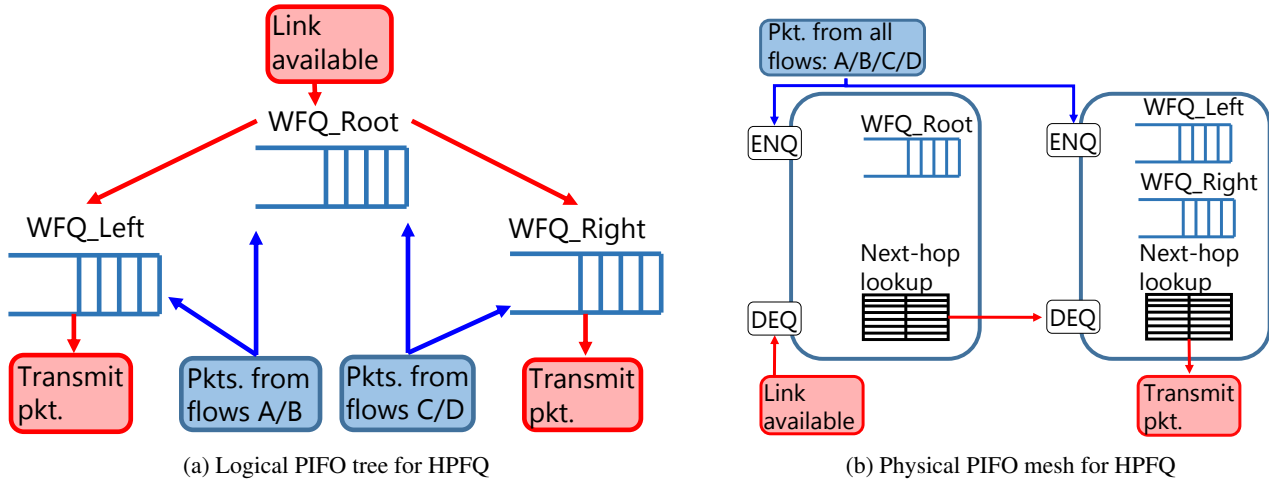 Link
available
WFQ_Root
WFQ_Left
WFQ_Right
Transmit
pkt.
Pkts. from
flows A/B
Pkts. from
flows C/D
Transmit
pkt.
(a) Logical PIFO tree for HPFQ
Pkt. from all
flows: A/B/C/D
ENQ
WFQ_Root
Next-hop
lookup
DEQ
Link
available
ENQ
WFQ_Left
WFQ_Right
Next-hop
lookup
DEQ
Transmit
pkt.
(b) Physical PIFO mesh for HPFQ